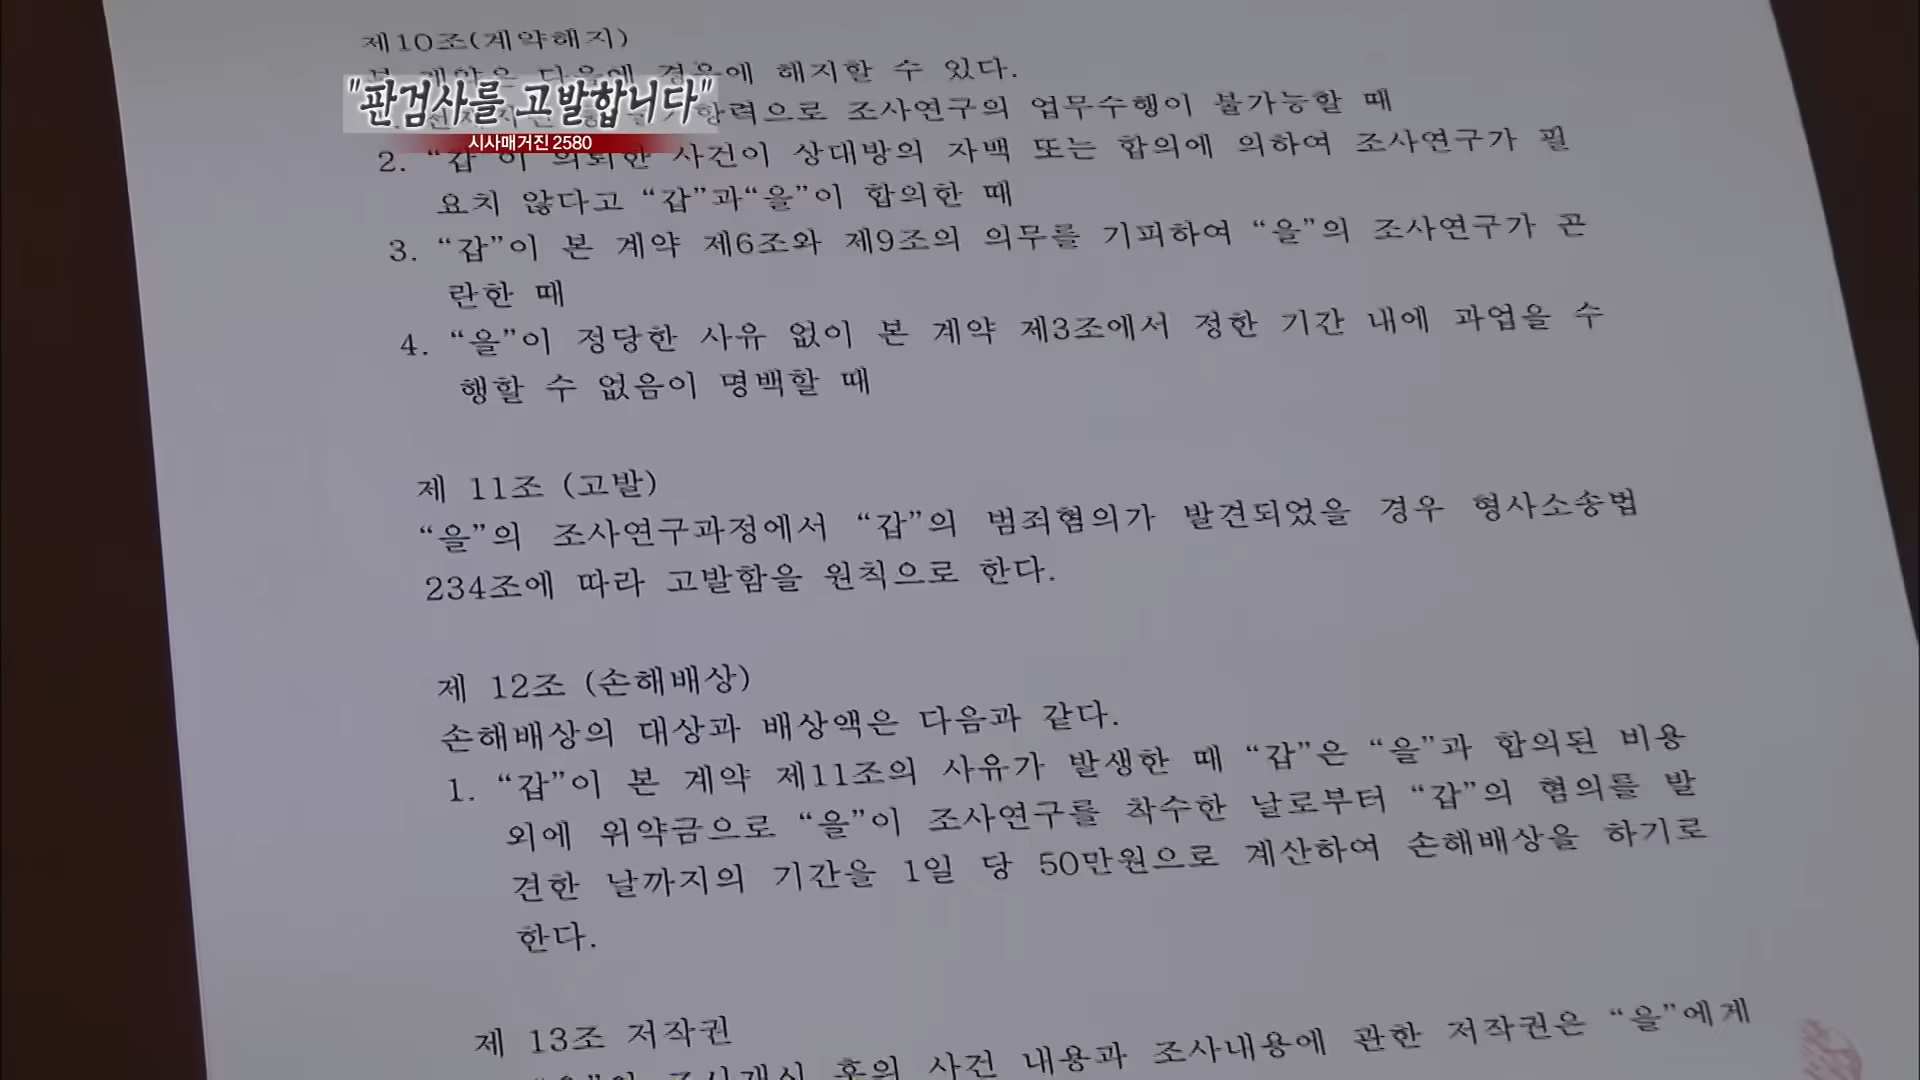 제10조(계약해지)
경우에 해지할 수 있다.
"판검사를 고발합니다"
으로 조사연구의 업무수행이 불가능할 때
시사매거진 2580
2. “갑”이 의뢰한 사건이 상대방의 자백 또는 합의에 의하여 조사연구가 필
요치 않다고 “갑”과“을”이 합의한 때
3. “갑”이 본 계약 제6조와 제9조의 의무를 기피하여 “을”의 조사연구가 곤
란한 때
4. “을”이 정당한 사유 없이 본 계약 제3조에서 정한 기간 내에 과업을 수
행할 수 없음이 명백할 때
제 11조 (고발)
“을”의 조사연구과정에서 “갑”의 범죄혐의가 발견되었을 경우 형사소송법
234조에 따라 고발함을 원칙으로 한다.
제 12조 (손해배상)
손해배상의 대상과 배상액은 다음과 같다.
1. “갑”이 본 계약 제11조의 사유가 발생한 때 “갑”은 “을”과 합의된 비용
외에 위약금으로 “을”이 조사연구를 착수한 날로부터 “갑”의 혐의를 발
견한 날까지의 기간을 1일 당 50만원으로 계산하여 손해배상을 하기로
한다.
제 13조 저작권
후의 사건 내용과 조사내용에 관한 저작권은 “을”에게